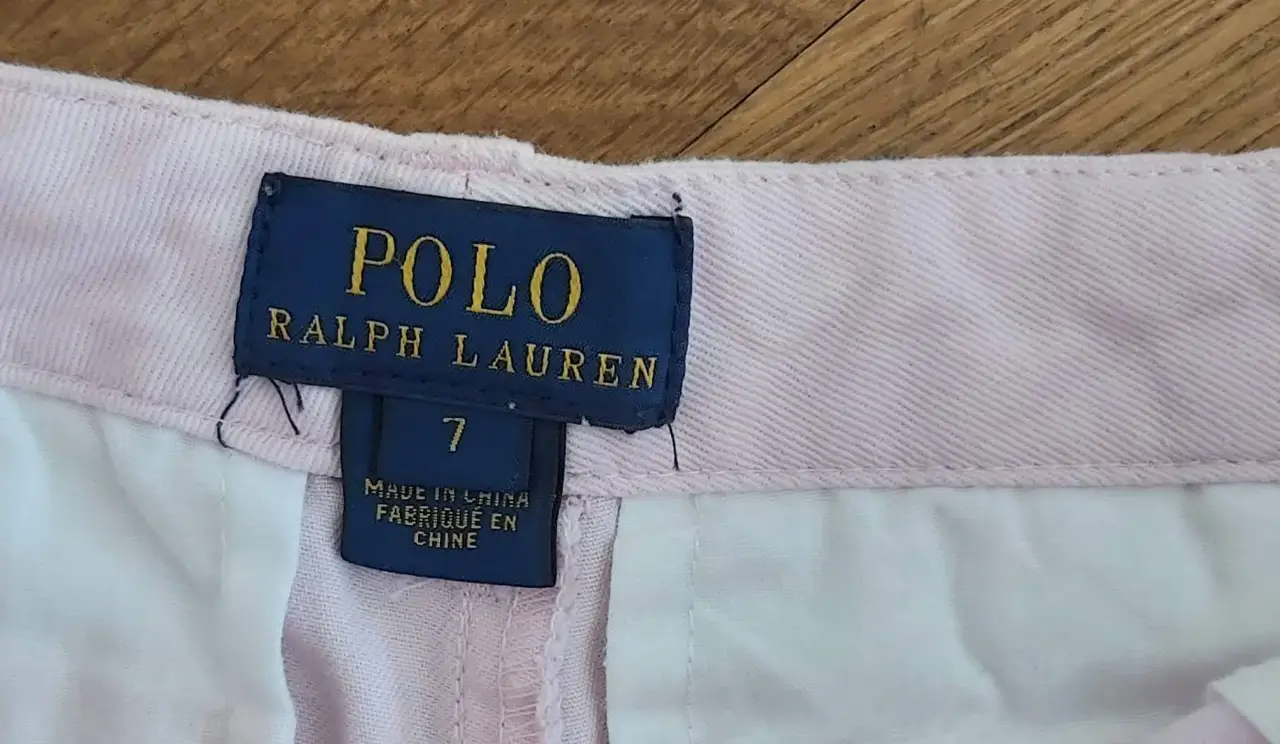 POLO
RALPH LAUREN
7
MADE IN CHINA
FABRIQUÉ EN
CHINE